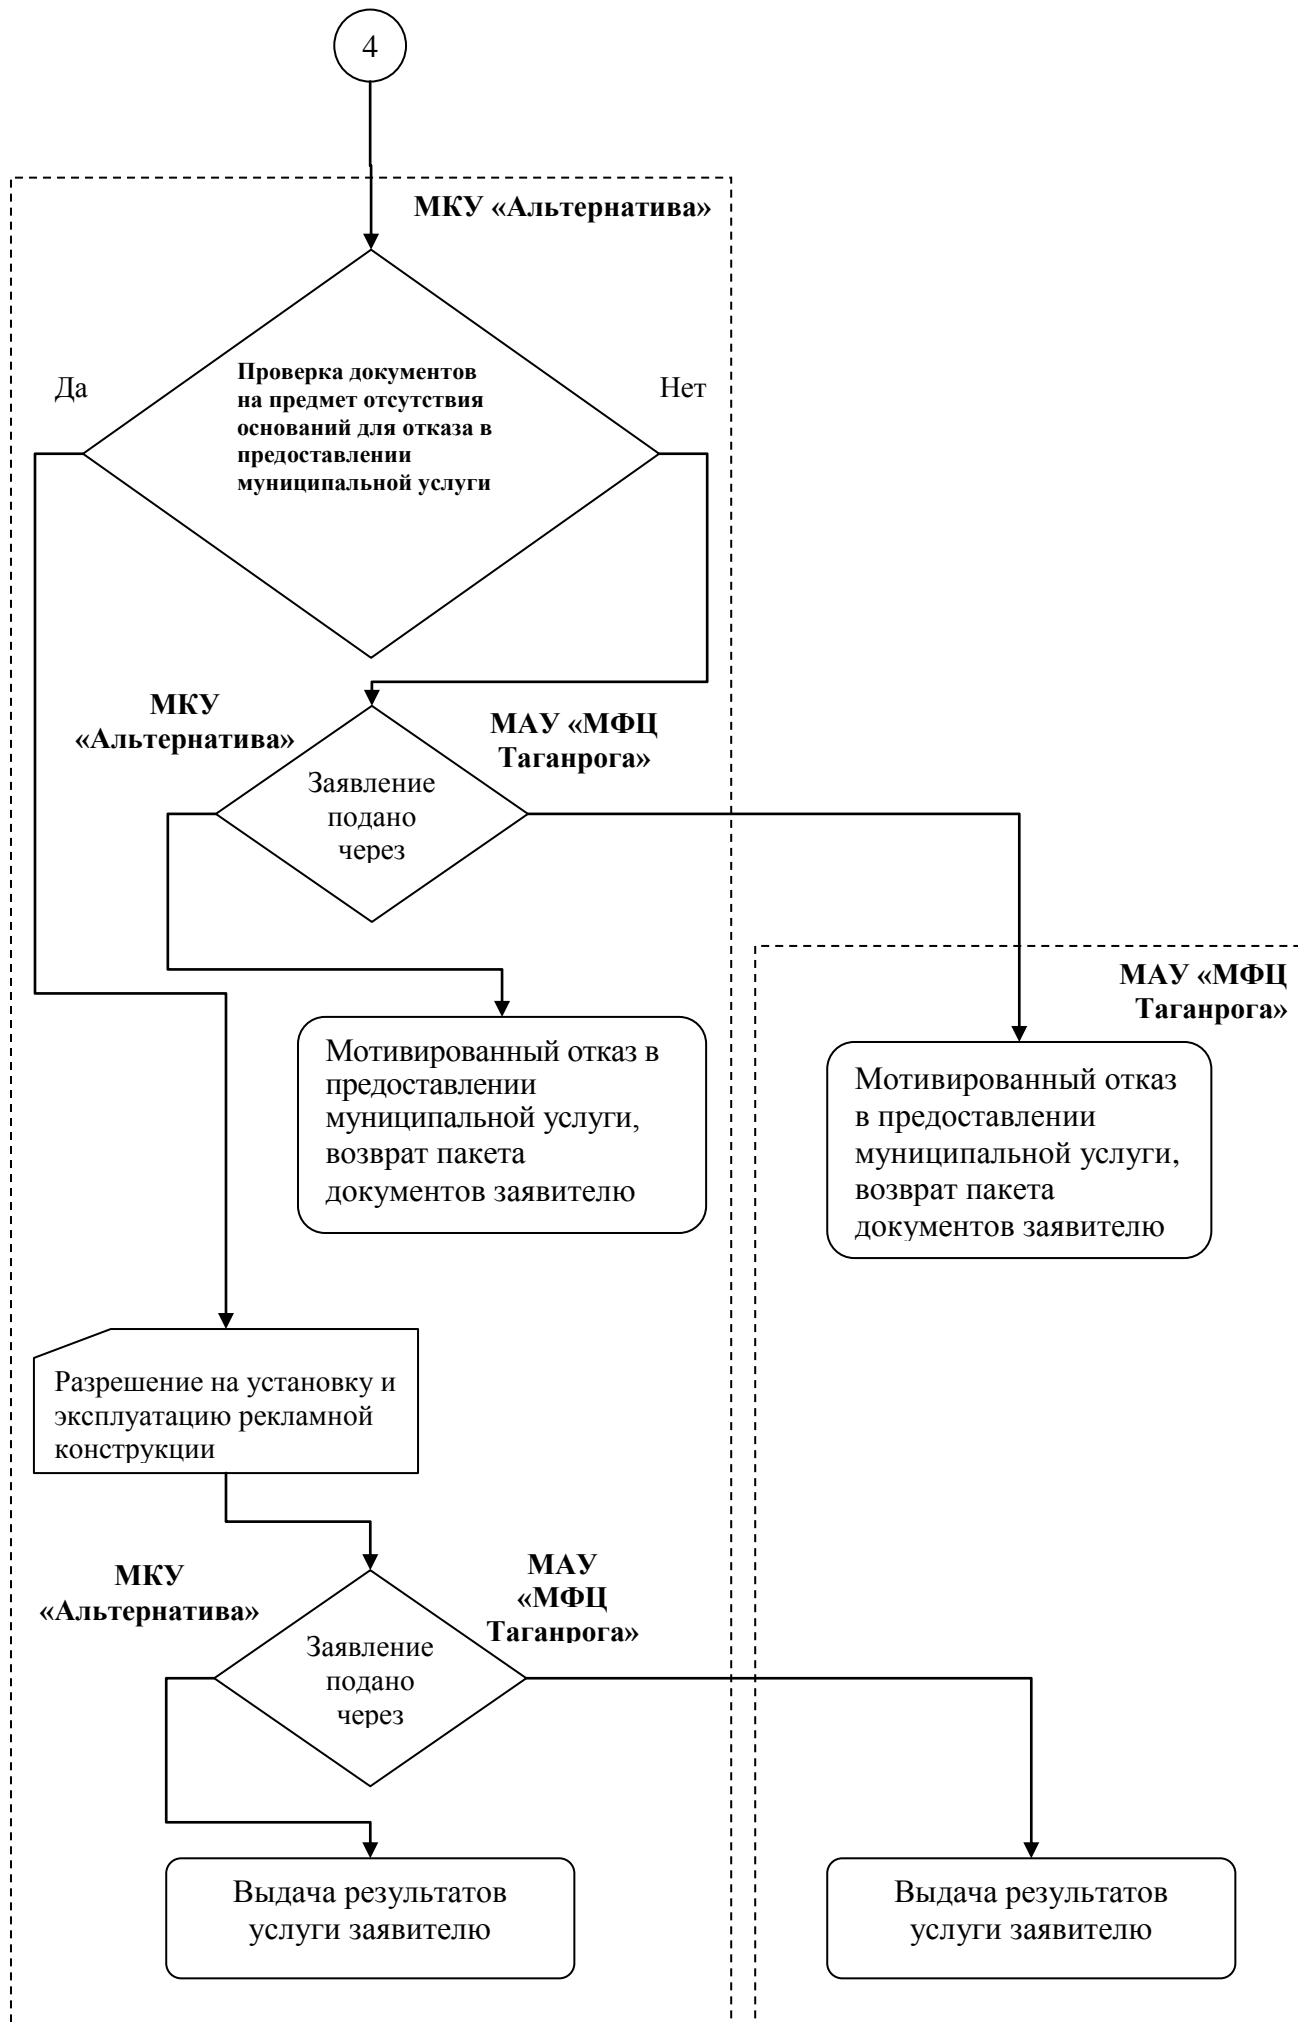 4
МКУ «Альтернатива»
Да
Проверка документов
на предмет отсутствия
оснований для отказа в
предоставлении
муниципальной услуги
Нет
МКУ
«Альтернатива»
МАУ «МФЦ
Таганрога»
Заявление
подано
через
МАУ «МФЦ
Таганрога»
Мотивированный отказ в
предоставлении
муниципальной услуги,
возврат пакета
документов заявителю
Мотивированный отказ
в предоставлении
муниципальной услуги,
возврат пакета
документов заявителю
Разрешение на установку и
эксплуатацию рекламной
конструкции
МКУ
«Альтернатива»
МАУ
«МФЦ
Таганрога»
Заявление
подано
через
Выдача результатов
услуги заявителю
Выдача результатов
услуги заявителю